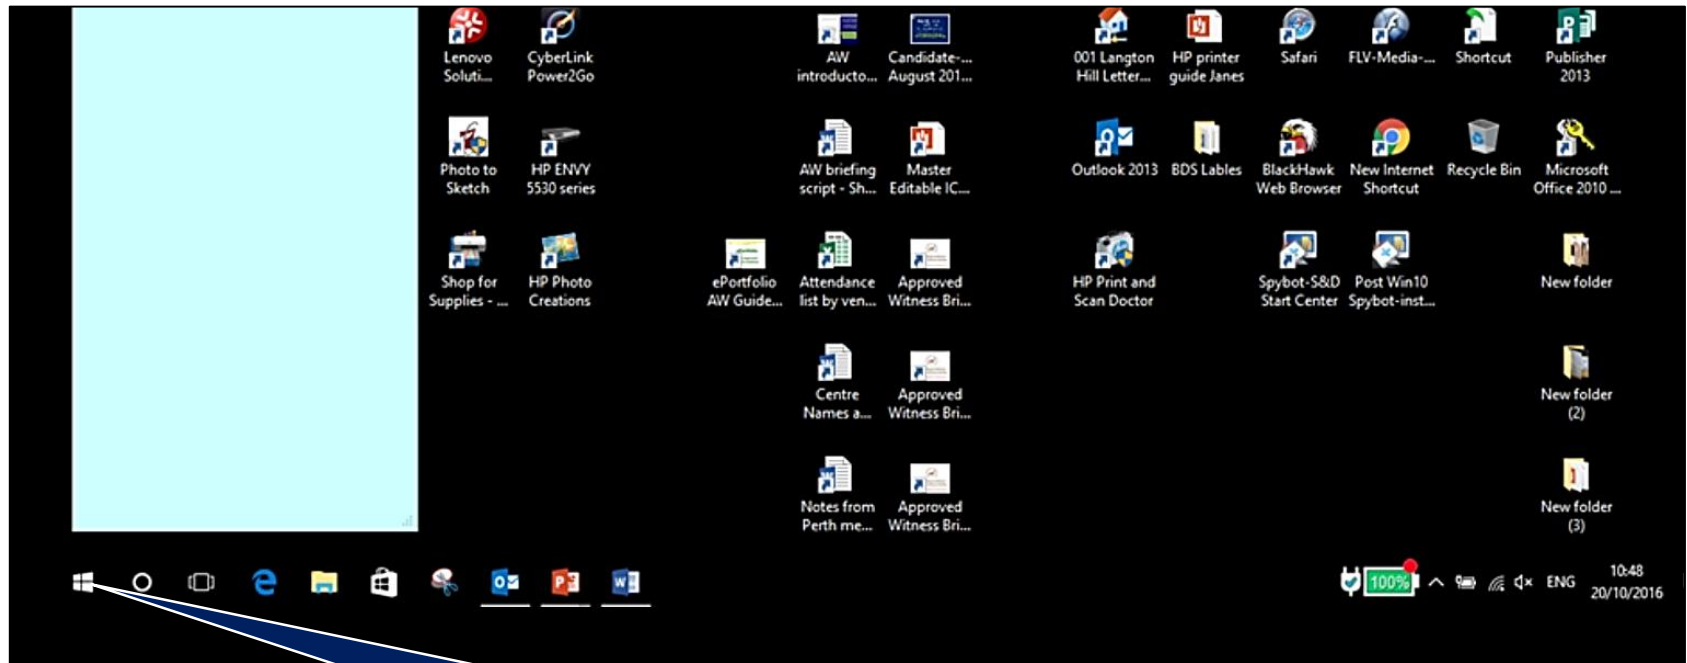 Lenovo
Soluti...
CyberLink
Power2Go
AW
introducto...
Candidate-...
August 201...
001 Langton
Hill Letter...
HP printer
guide Janes
Safari
FLV-Media-...
Shortcut
Publisher
2013
Photo to
Sketch
HP ENVY
5530 series
AW briefing
script - Sh...
Master
Editable IC...
Outlook 2013
BDS Lables
BlackHawk
Web Browser
New Internet
Shortcut
Recycle Bin
Microsoft
Office 2010 ...
Shop for
Supplies - ...
HP Photo
Creations
ePortfolio
AW Guide...
Attendance
list by ven...
Approved
Witness Bri...
HP Print and
Scan Doctor
Spybot-S&D
Start Center
Post Win10
Spybot-inst...
New folder
Centre
Names a...
Approved
Witness Bri...
New folder
(2)
Notes from
Perth me...
Approved
Witness Bri...
New folder
(3)
100%
ENG
10:48
20/10/2016